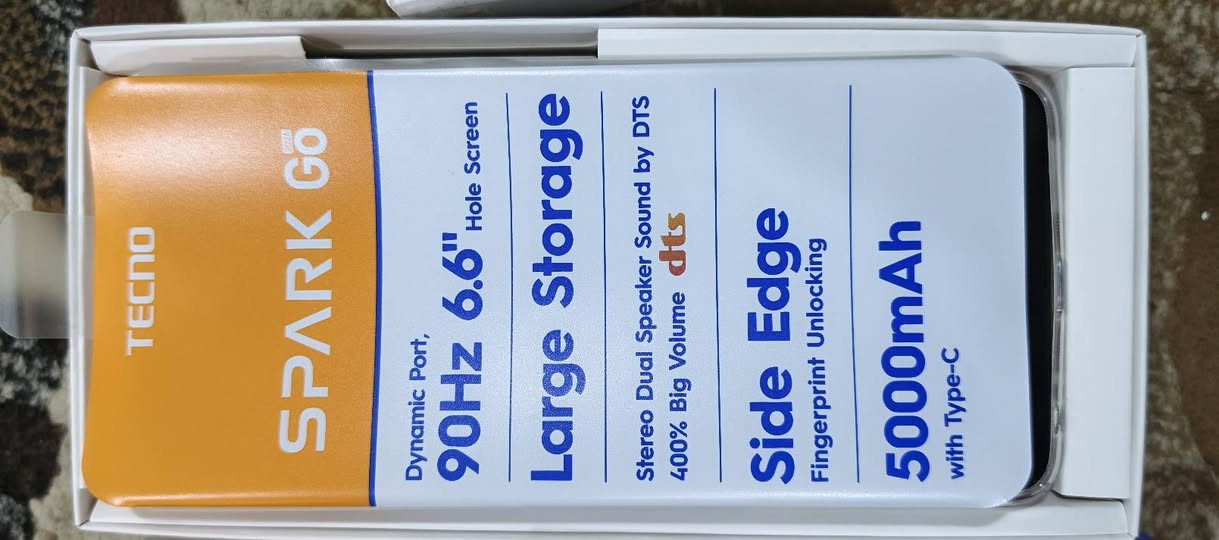 TECNO
SPARK GO
Dynamic Port,
90Hz 6.6" Hole Screen
Large Storage
Stereo Dual Speaker Sound by DTS
400% Big Volume dts
Side Edge
Fingerprint Unlocking
5000mAh
with Type-C